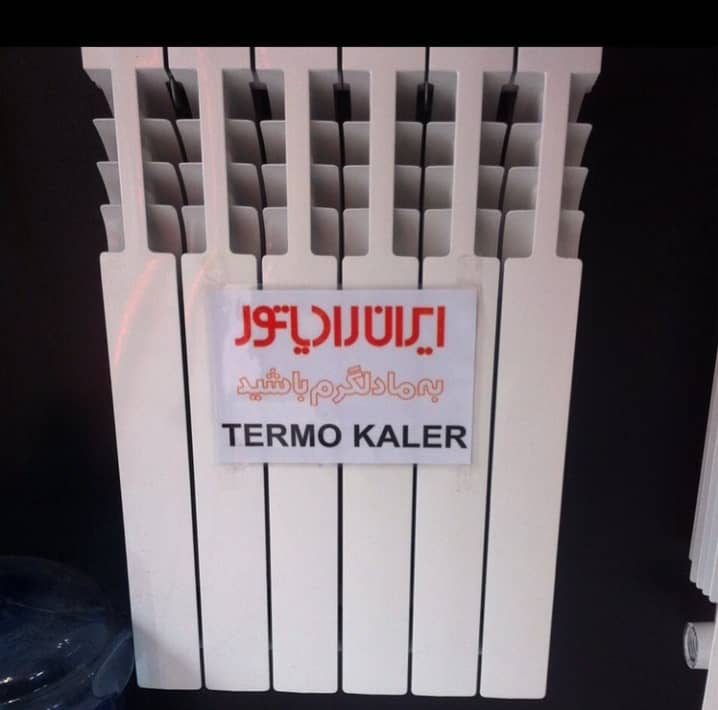 ایران رادیاتور
به ما دلگرم باشید
TERMO KALER